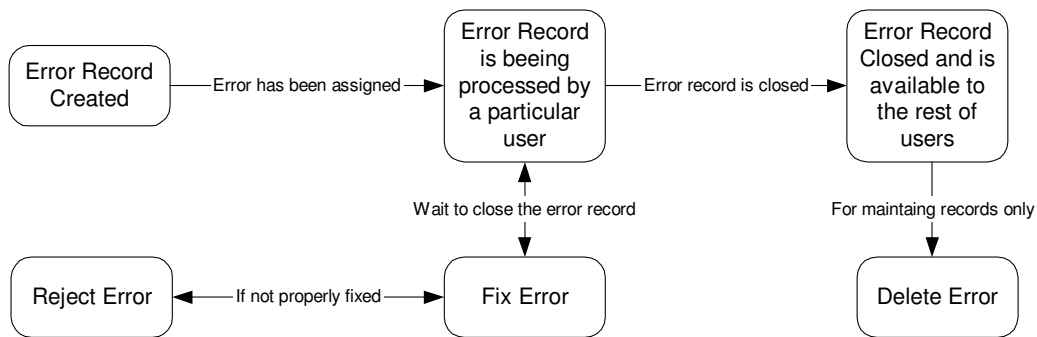 Error Record
Created
Error has been assigned
Error Record
is beeing
processed by
a particular
user
Error record is closed
Error Record
Closed and is
available to
the rest of
users
Wait to close the error record
For maintaing records only
Reject Error
If not properly fixed
Fix Error
Delete Error